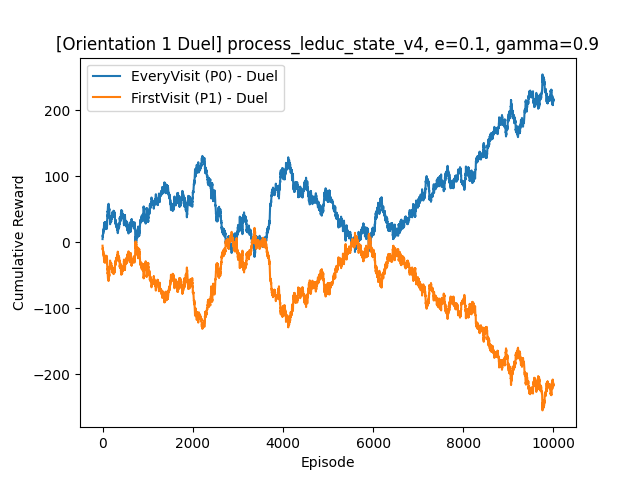 [Orientation 1 Duel] process_leduc_state_v4, e=0.1, gamma=0.9
EveryVisit (P0) - Duel
FirstVisit (P1) - Duel
200
100
0
−100
−200
Cumulative Reward
0 2000 4000 6000 8000 10000
Episode